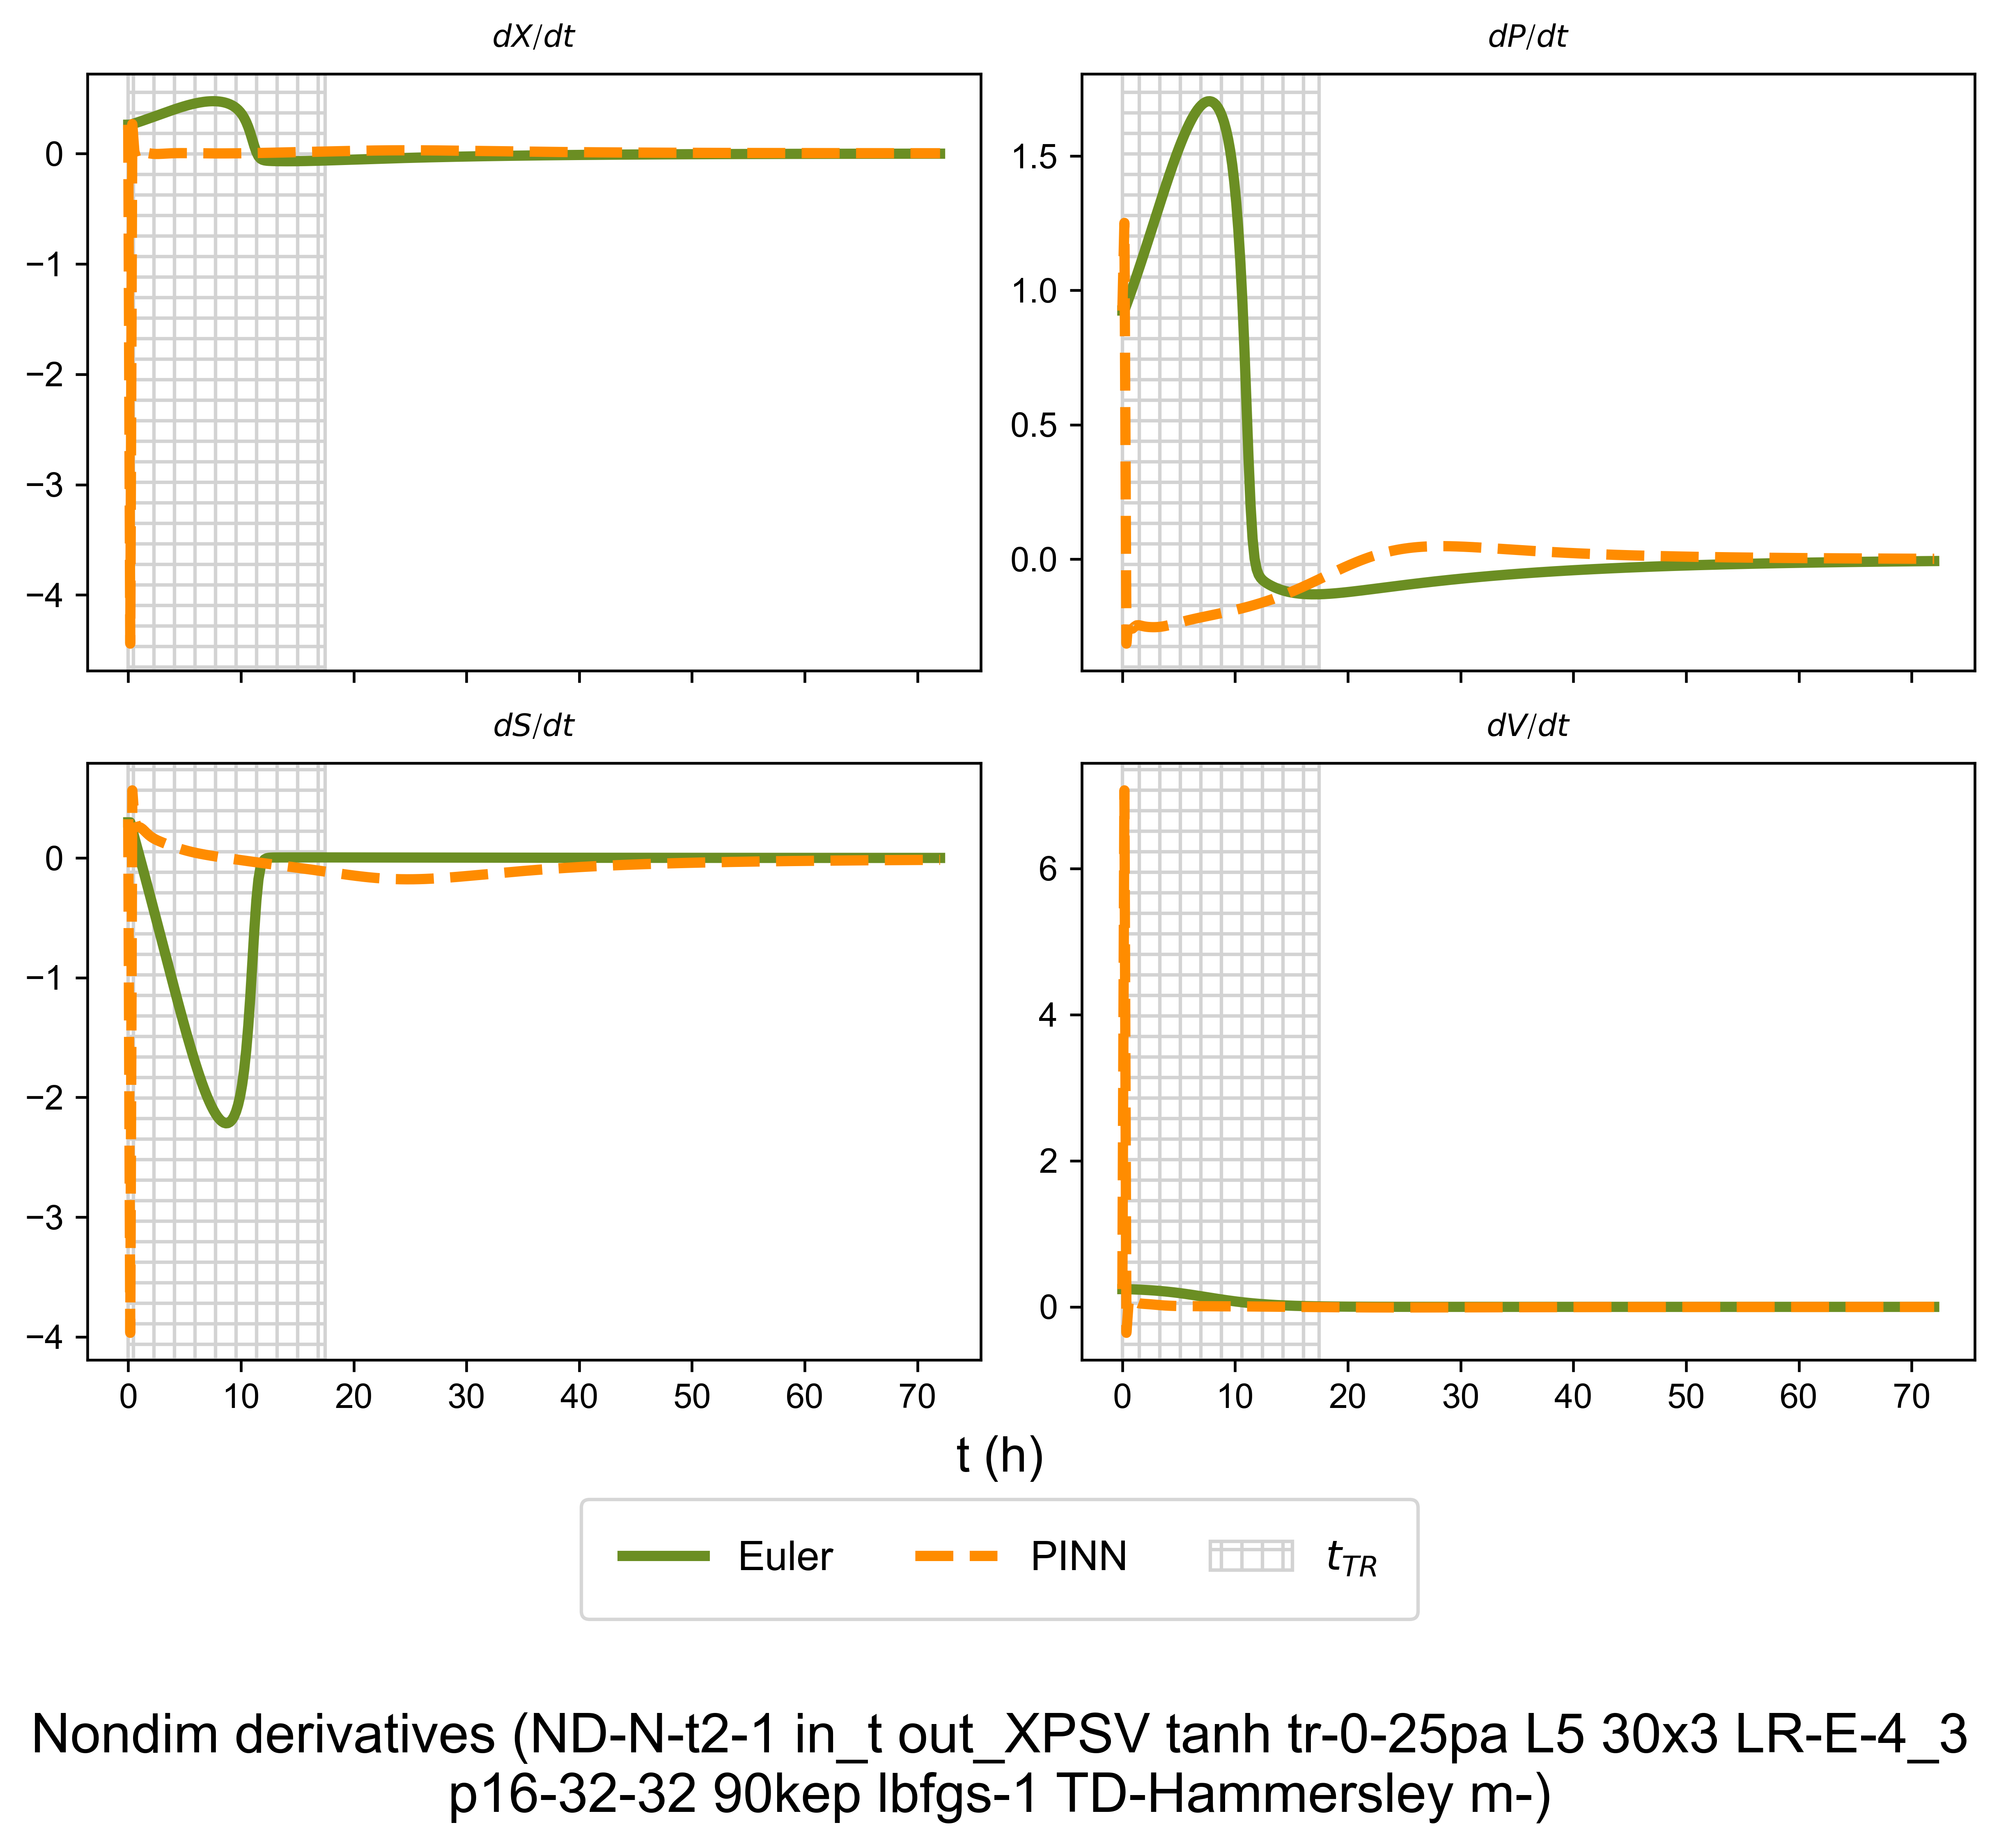 dX/dt
dP/dt
0
−1
−2
−3
−4
1.5
1.0
0.5
0.0
dS/dt
dV/dt
0
−1
−2
−3
−4
6
4
2
0
0 10 20 30 40 50 60 70
0 10 20 30 40 50 60 70
t (h)
Euler PINN t_TR
Nondim derivatives (ND-N-t2-1 in_t out_XPSV tanh tr-0-25pa L5 30x3 LR-E-4_3
p16-32-32 90kep lbfgs-1 TD-Hammersley m-)